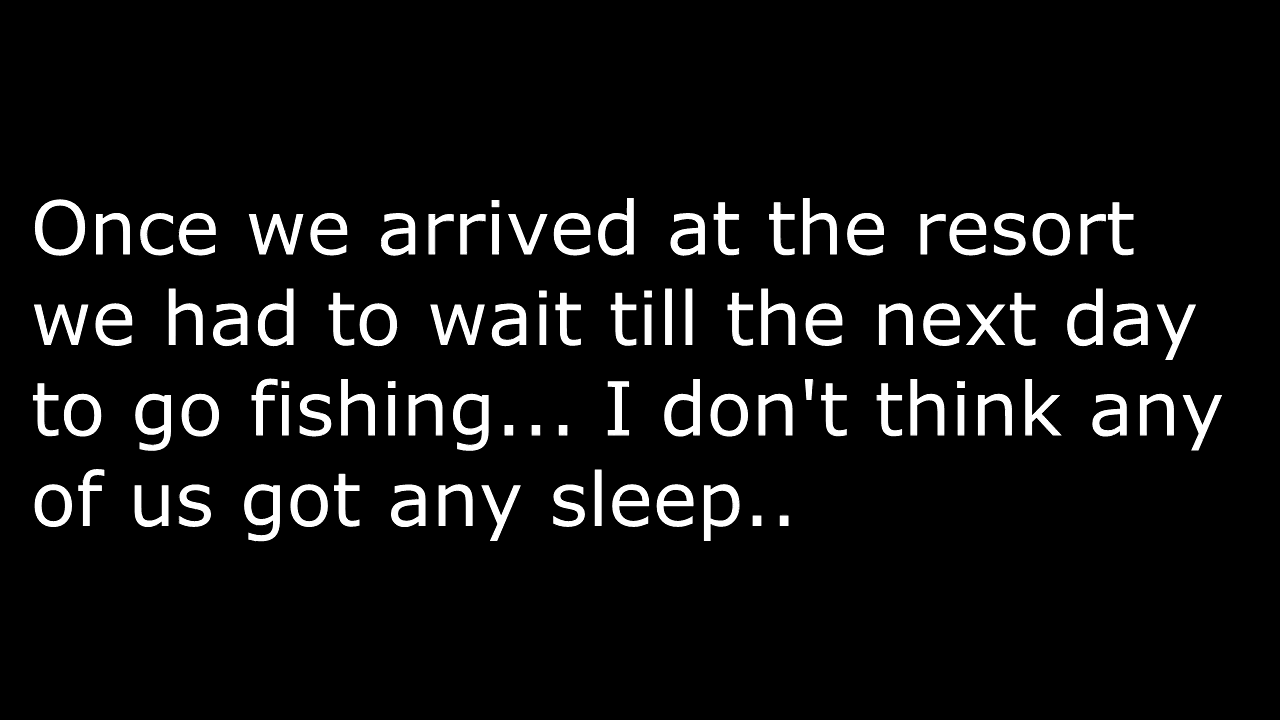 Once we arrived at the resort
we had to wait till the next day
to go fishing... I don't think any
of us got any sleep..